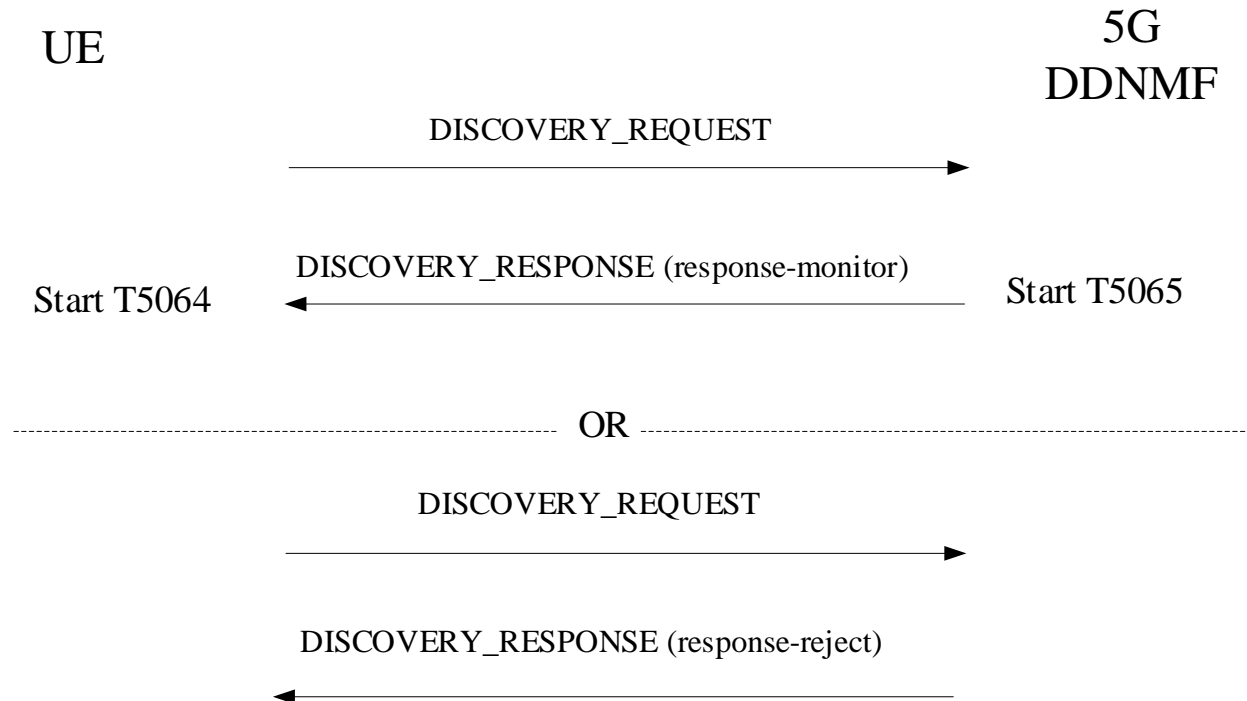 UE
5G
DDNMF
DISCOVERY_REQUEST
DISCOVERY_RESPONSE (response-monitor)
Start T5064
Start T5065
OR
DISCOVERY_REQUEST
DISCOVERY_RESPONSE (response-reject)